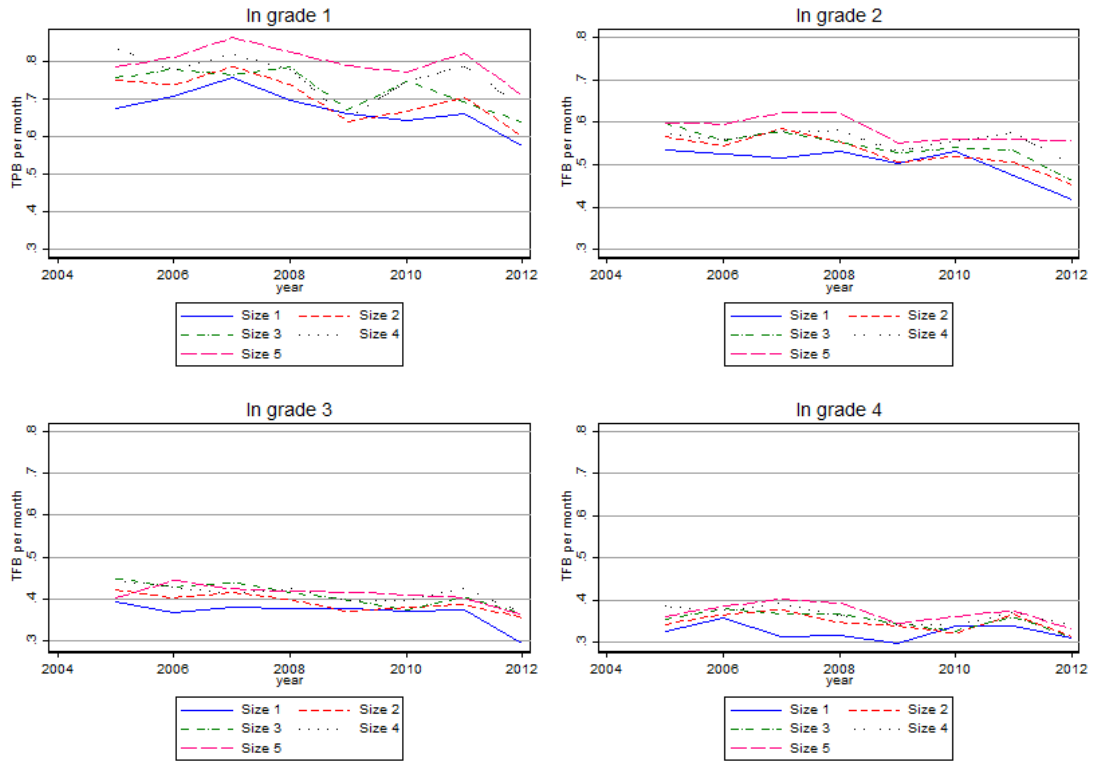 In grade 1
TFB per month
.8
.7
.6
.5
.4
.3
2004 2006 2008 2010 2012
year
Size 1 Size 2
Size 3 Size 4
Size 5
In grade 2
TFB per month
.8
.7
.6
.5
.4
.3
2004 2006 2008 2010 2012
year
Size 1 Size 2
Size 3 Size 4
Size 5
In grade 3
TFB per month
.8
.7
.6
.5
.4
.3
2004 2006 2008 2010 2012
year
Size 1 Size 2
Size 3 Size 4
Size 5
In grade 4
TFB per month
.8
.7
.6
.5
.4
.3
2004 2006 2008 2010 2012
year
Size 1 Size 2
Size 3 Size 4
Size 5